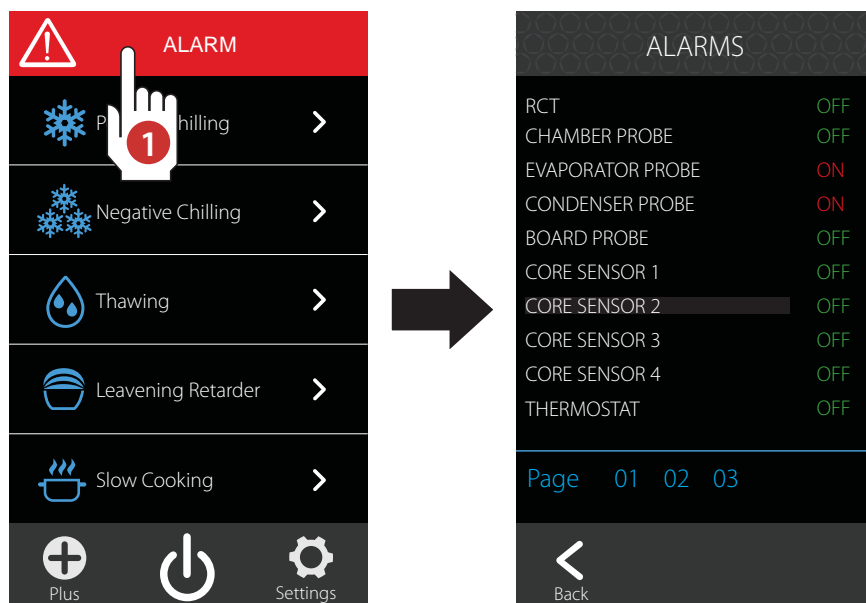 ALARM
1
P hilling
Negative Chilling
Thawing
Leavening Retarder
Slow Cooking
Plus
Settings
ALARMS
RCT OFF
CHAMBER PROBE OFF
EVAPORATOR PROBE ON
CONDENSER PROBE ON
BOARD PROBE OFF
CORE SENSOR 1 OFF
CORE SENSOR 2 OFF
CORE SENSOR 3 OFF
CORE SENSOR 4 OFF
THERMOSTAT OFF
Page 01 02 03
Back